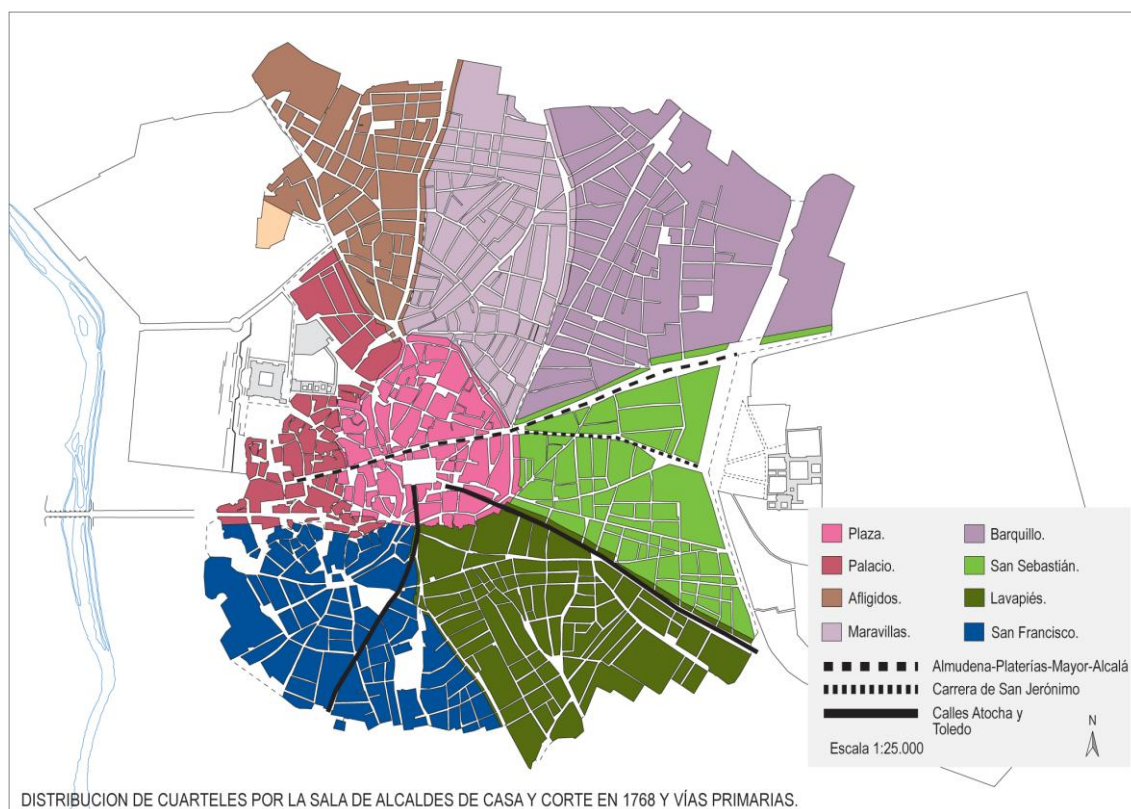 Plaza.
Palacio.
Afligidos.
Maravillas.
Barquillo.
San Sebastián.
Lavapiés.
San Francisco.
Almudena-Platerías-Mayor-Alcalá
Carrera de San Jerónimo
Calles Atocha y
Toledo
Escala 1:25.000
N
DISTRIBUCION DE CUARTELES POR LA SALA DE ALCALDES DE CASA Y CORTE EN 1768 Y VÍAS PRIMARIAS.